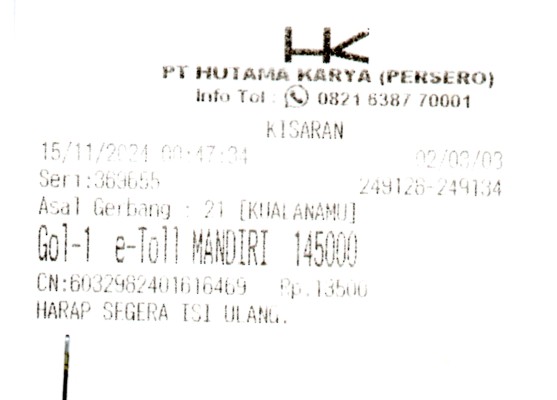 HK
PT HUTAMA KARYA (PERSERO)
Info Tol : 0821 6387 70001
KISARAN
15/11/2024 00:47:34 02/03/03
Seri:363655 249128-249134
Asal Gerbang : 21 [KUALANAMU]
Gol-1 e-Toll MANDIRI 145000
CN:6032982401616469 Rp.13500
HARAP SEGERA ISI ULANG.